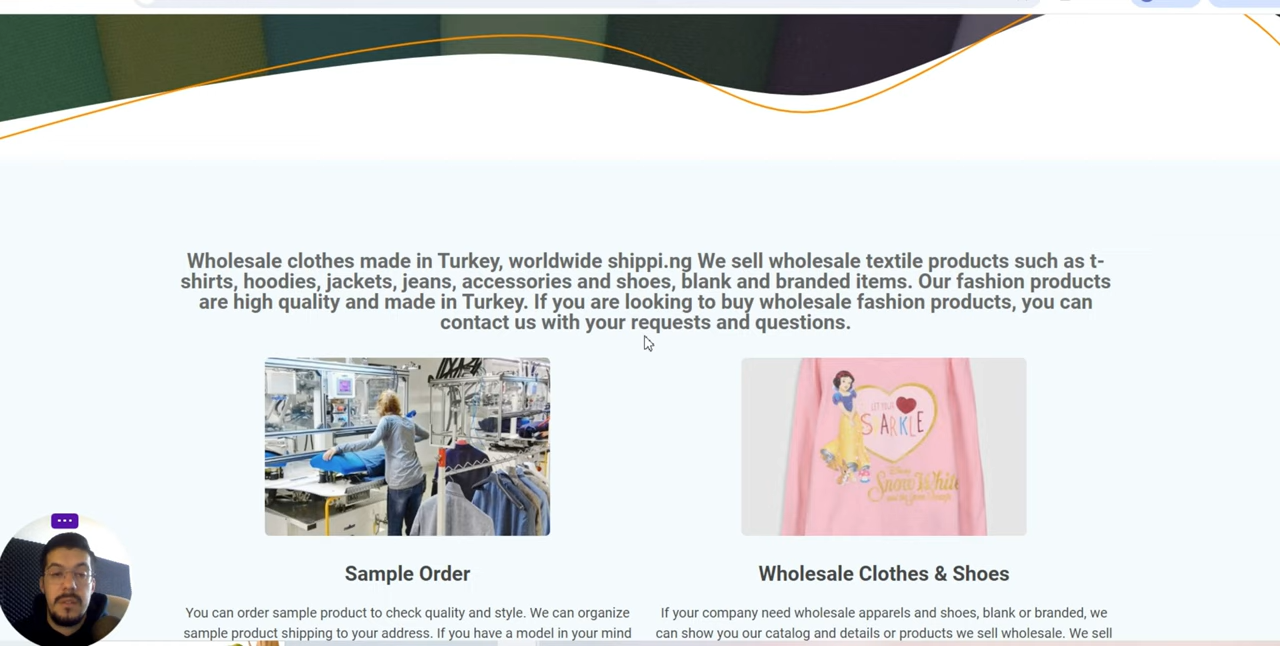 Wholesale clothes made in Turkey, worldwide shippi.ng We sell wholesale textile products such as t-
shirts, hoodies, jackets, jeans, accessories and shoes, blank and branded items. Our fashion products
are high quality and made in Turkey. If you are looking to buy wholesale fashion products, you can
contact us with your requests and questions.
SPARKLE
Disney
Snow White
Sample Order
Wholesale Clothes & Shoes
You can order sample product to check quality and style. We can organize
sample product shipping to your address. If you have a model in your mind
If your company need wholesale apparels and shoes, blank or branded, we
can show you our catalog and details or products we sell wholesale. We sell